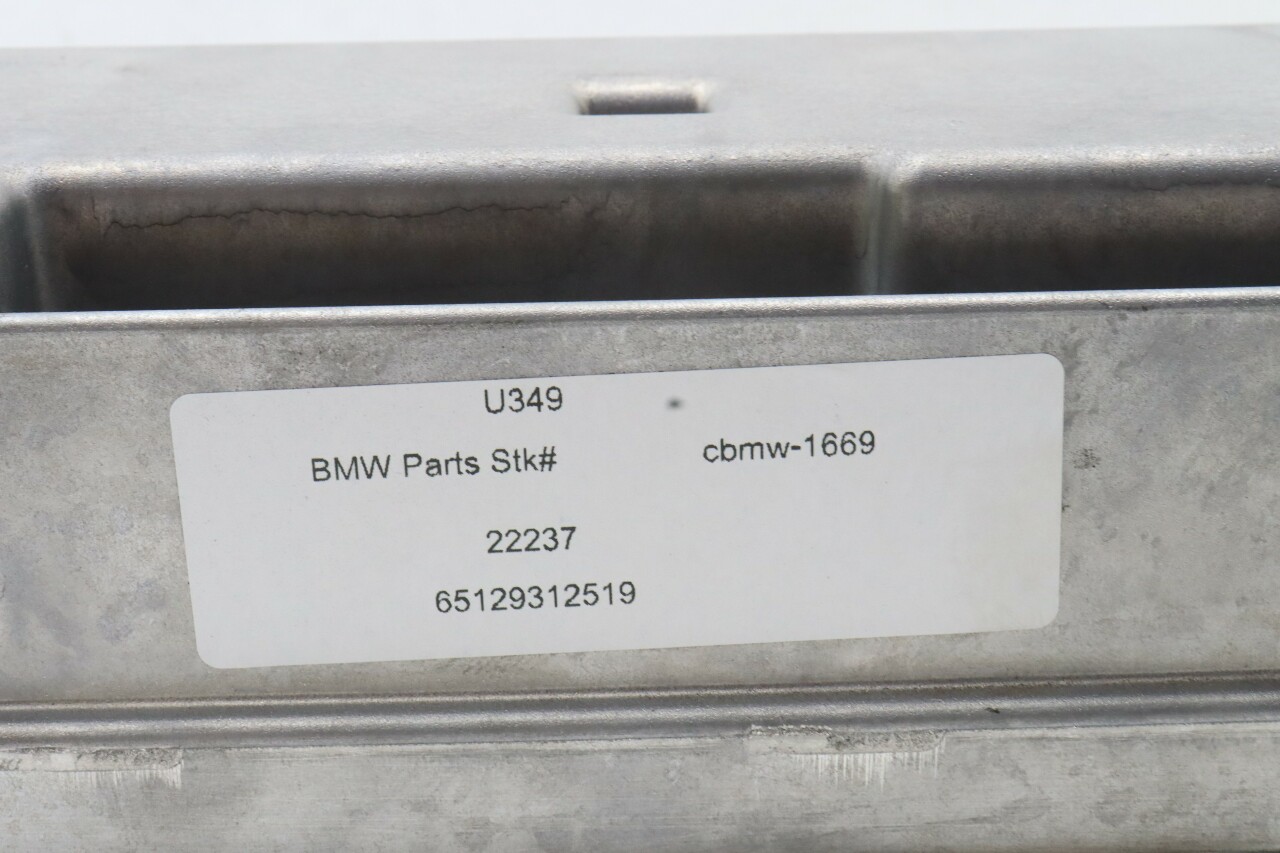 U349
BMW Parts Stk# cbmw-1669
22237
65129312519